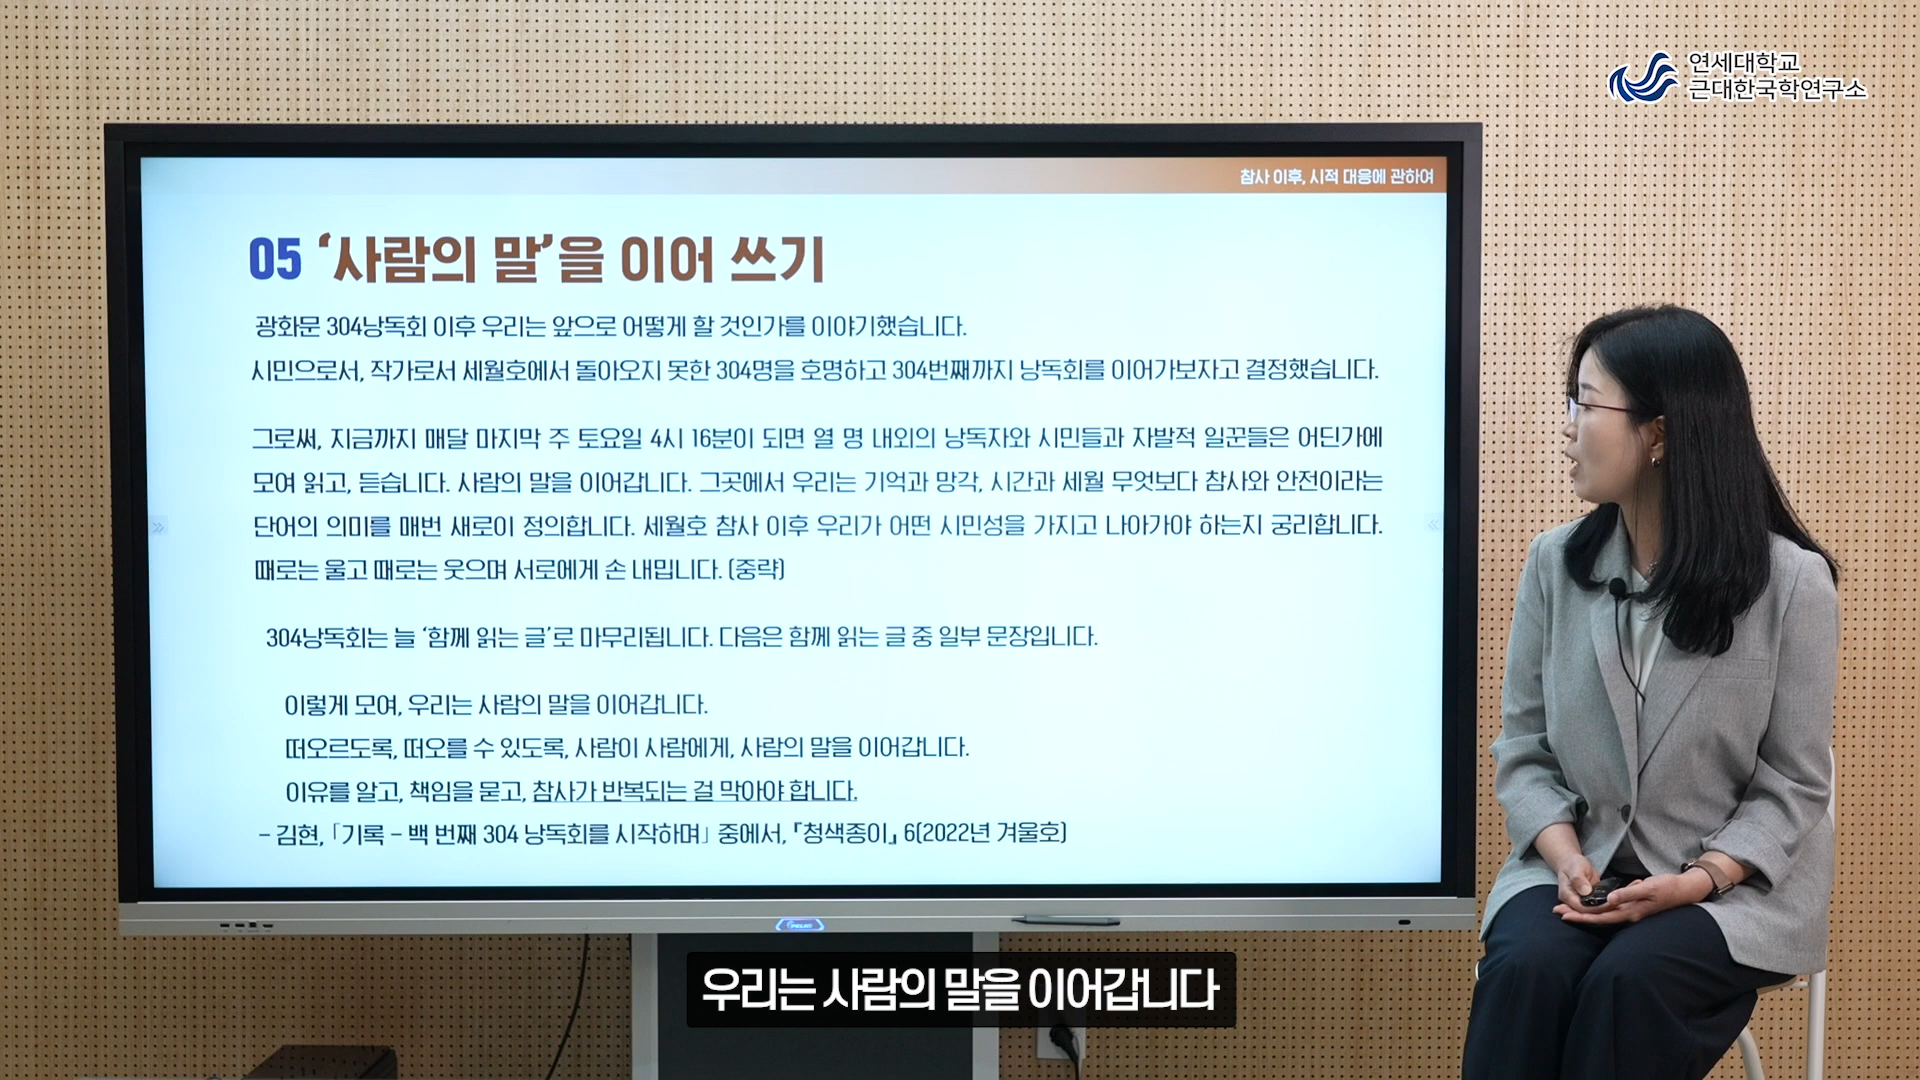 연세대학교
근대한국학연구소
참사 이후, 시적 대응에 관하여
05 ‘사람의 말’을 이어 쓰기
광화문 304낭독회 이후 우리는 앞으로 어떻게 할 것인가를 이야기했습니다.
시민으로서, 작가로서 세월호에서 돌아오지 못한 304명을 호명하고 304번째까지 낭독회를 이어가보자고 결정했습니다.
그로써, 지금까지 매달 마지막 주 토요일 4시 16분이 되면 열 명 내외의 낭독자와 시민들과 자발적 일꾼들은 어딘가에
모여 읽고, 듣습니다. 사람의 말을 이어갑니다. 그곳에서 우리는 기억과 망각, 시간과 세월 무엇보다 참사와 안전이라는
단어의 의미를 매번 새로이 정의합니다. 세월호 참사 이후 우리가 어떤 시민성을 가지고 나아가야 하는지 궁리합니다.
때로는 울고 때로는 웃으며 서로에게 손 내밉니다. (중략)
304낭독회는 늘 ‘함께 읽는 글’로 마무리됩니다. 다음은 함께 읽는 글 중 일부 문장입니다.
이렇게 모여, 우리는 사람의 말을 이어갑니다.
떠오르도록, 떠오를 수 있도록, 사람이 사람에게, 사람의 말을 이어갑니다.
이유를 알고, 책임을 묻고, 참사가 반복되는 걸 막아야 합니다.
– 김현, 「기록 – 백 번째 304 낭독회를 시작하며」 중에서, 『청색종이』 6(2022년 겨울호)
우리는 사람의 말을 이어갑니다